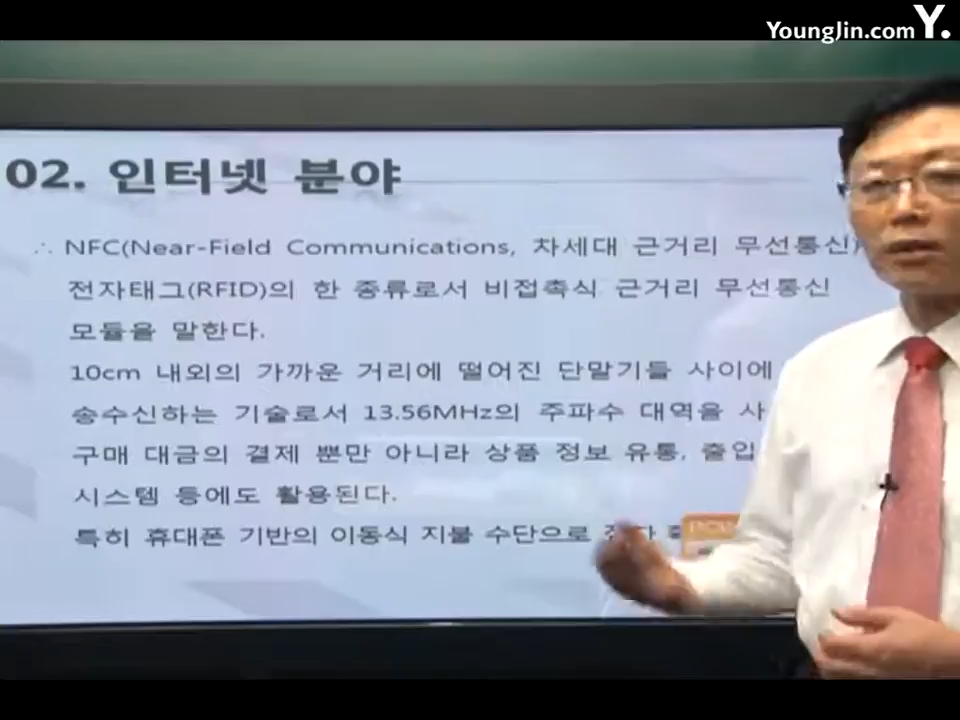 YoungJin.com Y.
02. 인터넷 분야
∴ NFC(Near-Field Communications, 차세대 근거리 무선통신)
전자태그(RFID)의 한 종류로서 비접촉식 근거리 무선통신
모듈을 말한다.
10cm 내외의 가까운 거리에 떨어진 단말기들 사이에
송수신하는 기술로서 13.56MHz의 주파수 대역을
구매 대금의 결제 뿐만 아니라 상품 정보 유통, 출입
시스템 등에도 활용된다.
특히 휴대폰 기반의 이동식 지불 수단으로